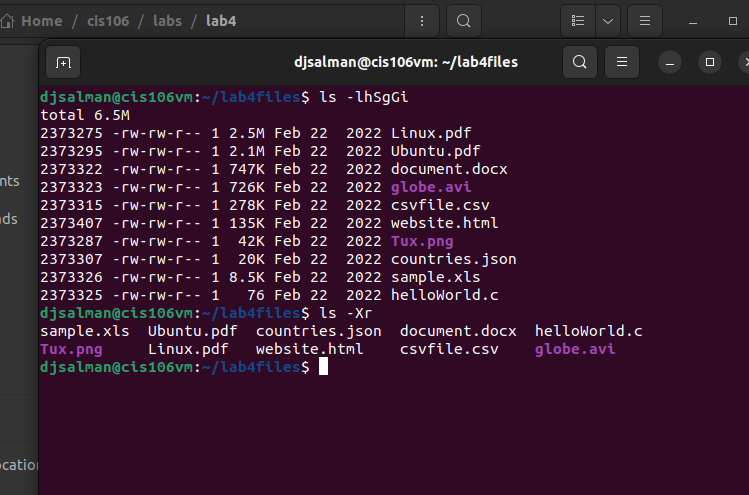 Home / cis106 / labs / lab4
djsalman@cis106vm: ~/lab4files
djsalman@cis106vm:~/lab4files$ ls -lhSgGi
total 6.5M
2373275 -rw-rw-r-- 1 2.5M Feb 22  2022 Linux.pdf
2373295 -rw-rw-r-- 1 2.1M Feb 22  2022 Ubuntu.pdf
2373322 -rw-rw-r-- 1 747K Feb 22  2022 document.docx
2373323 -rw-rw-r-- 1 726K Feb 22  2022 globe.avi
2373315 -rw-rw-r-- 1 278K Feb 22  2022 csvfile.csv
2373407 -rw-rw-r-- 1 135K Feb 22  2022 website.html
2373287 -rw-rw-r-- 1  42K Feb 22  2022 Tux.png
2373307 -rw-rw-r-- 1  20K Feb 22  2022 countries.json
2373326 -rw-rw-r-- 1 8.5K Feb 22  2022 sample.xls
2373325 -rw-rw-r-- 1   76 Feb 22  2022 helloWorld.c
djsalman@cis106vm:~/lab4files$ ls -Xr
sample.xls  Ubuntu.pdf  countries.json  document.docx  helloWorld.c
Tux.png     Linux.pdf   website.html    csvfile.csv    globe.avi
djsalman@cis106vm:~/lab4files$
nts
ds
ocation